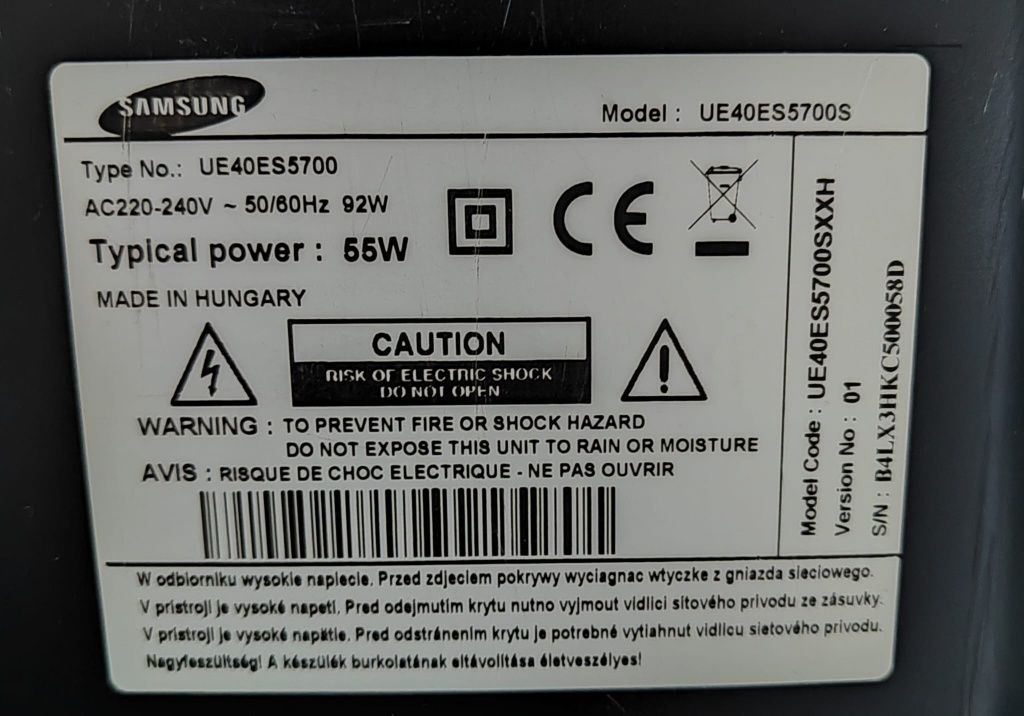 SAMSUNG
Model : UE40ES5700S
Type No.: UE40ES5700
AC220-240V ~ 50/60Hz 92W
Typical power : 55W
MADE IN HUNGARY
CAUTION
RISK OF ELECTRIC SHOCK
DO NOT OPEN
WARNING : TO PREVENT FIRE OR SHOCK HAZARD
DO NOT EXPOSE THIS UNIT TO RAIN OR MOISTURE
AVIS : RISQUE DE CHOC ELECTRIQUE - NE PAS OUVRIR
Model Code : UE40ES5700SXXH
Version No : 01
S/N : B4LX3HKC500058D
W odbiorniku wysokie napiecie. Przed zdjeciem pokrywy wyciagnac wtyczke z gniazda sieciowego.
V prístroji je vysoké napetí. Pred odejmutím krytu nutno vyjmout vidlici sítového prívodu ze zásuvky.
V prístroji je vysoké napätie. Pred odstránením krytu je potrebné vytiahnut vidlicu sietového prívodu.
Nagyfeszültség! A készülék burkolatának eltávolítása életveszélyes!